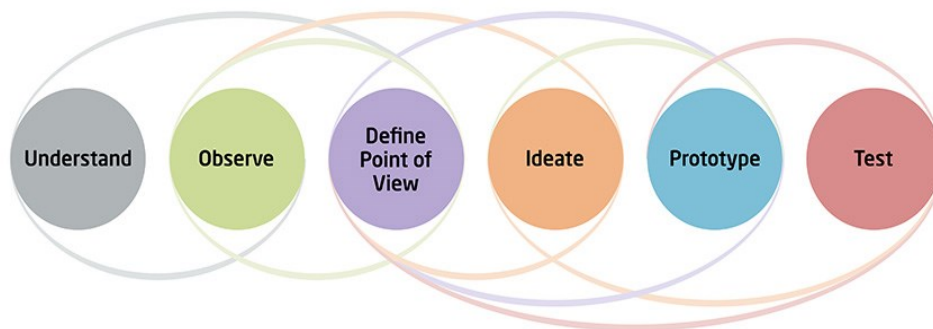 Understand
Observe
Define
Point of
View
Ideate
Prototype
Test